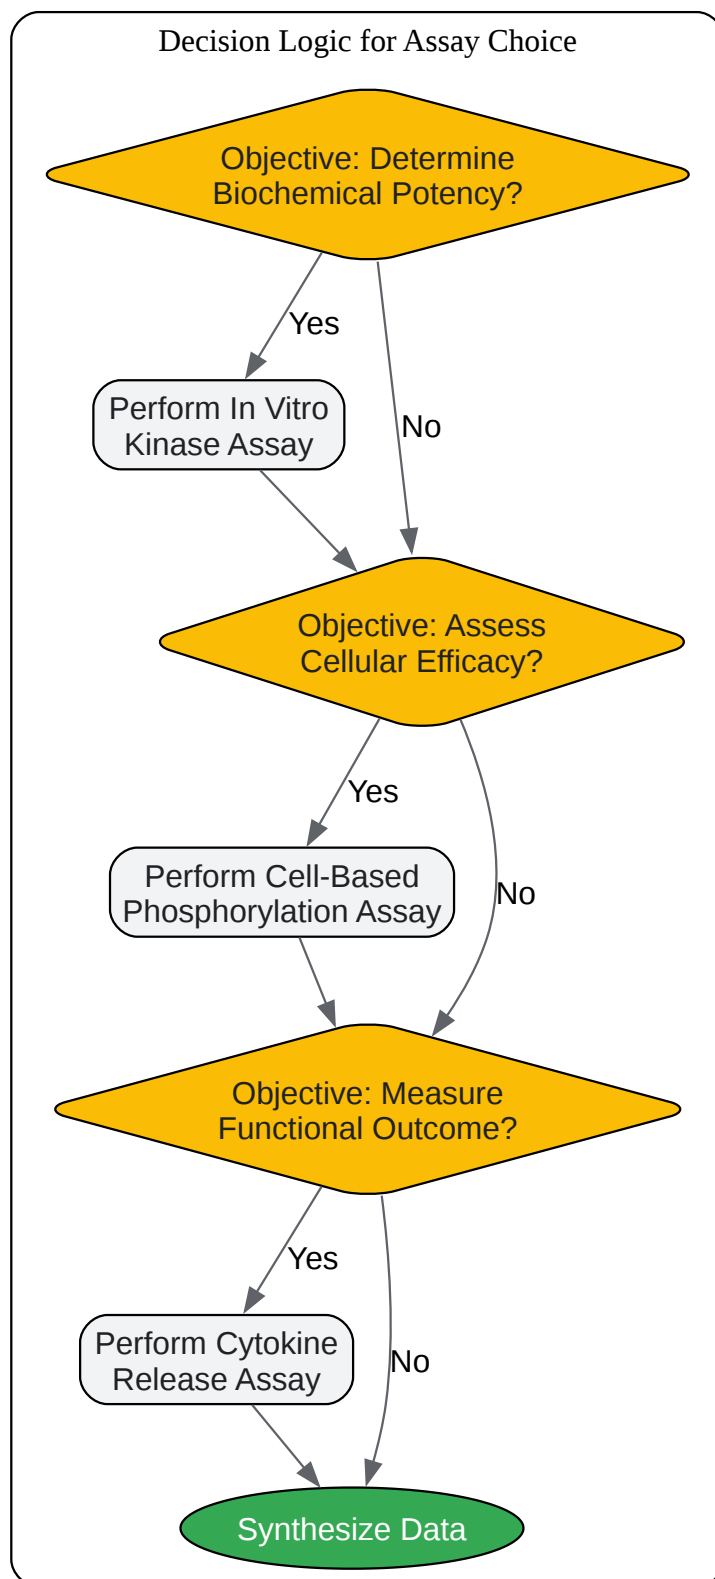 Decision Logic for Assay Choice
Objective: Determine
Biochemical Potency?
Yes
Perform In Vitro
Kinase Assay
No
Objective: Assess
Cellular Efficacy?
Yes
Perform Cell-Based
Phosphorylation Assay
No
Objective: Measure
Functional Outcome?
Yes
Perform Cytokine
Release Assay
No
Synthesize Data